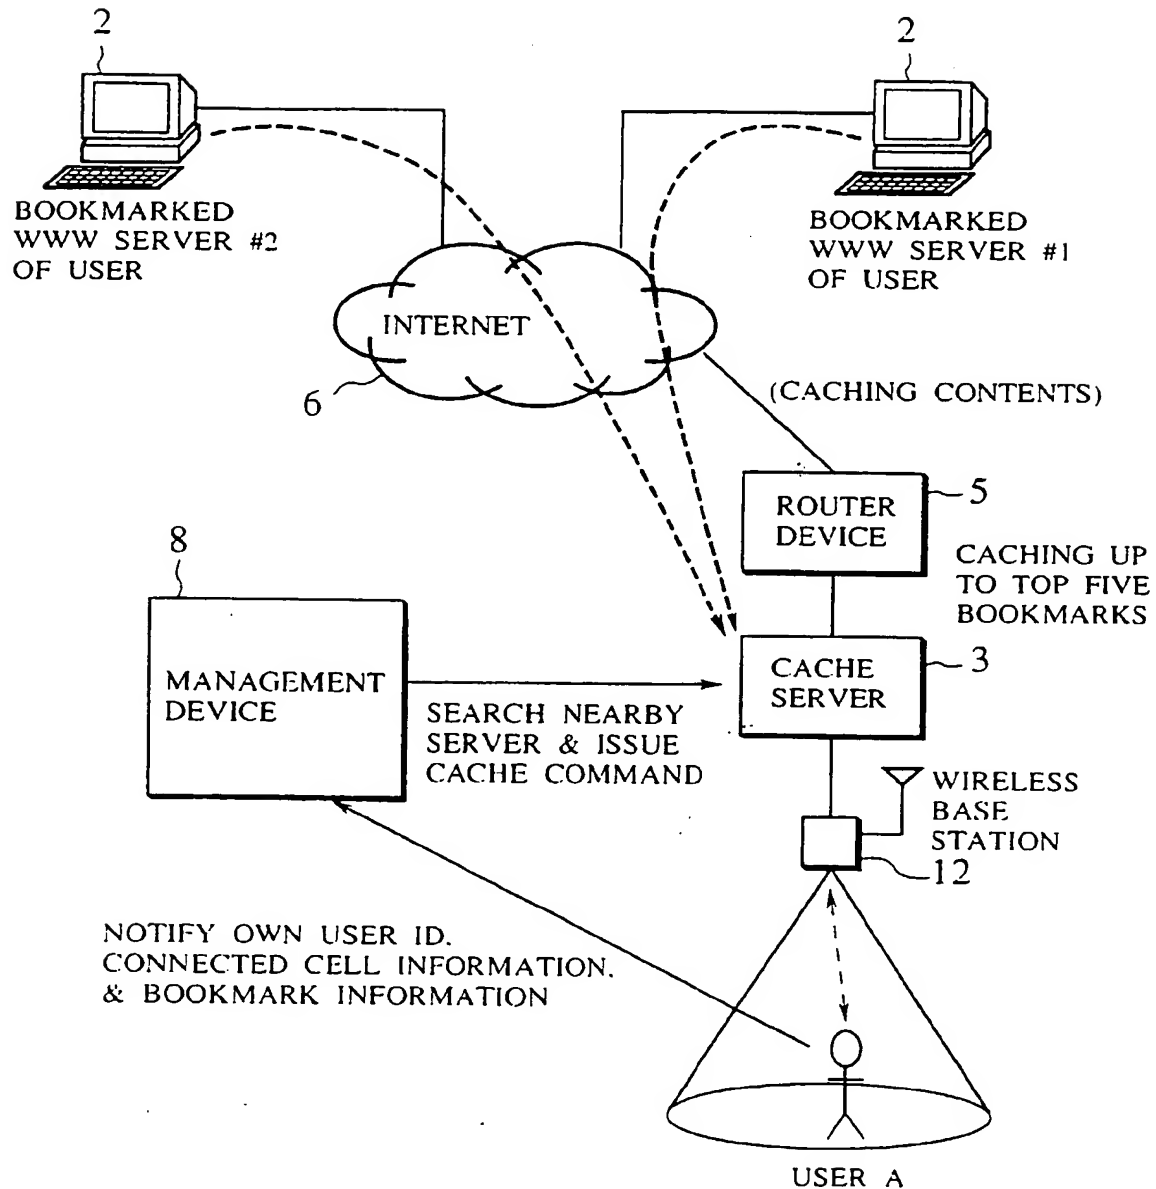 2
2
BOOKMARKED
WWW SERVER #2
OF USER
BOOKMARKED
WWW SERVER #1
OF USER
INTERNET
6
(CACHING CONTENTS)
ROUTER
DEVICE
5
CACHING UP
TO TOP FIVE
BOOKMARKS
8
MANAGEMENT
DEVICE
SEARCH NEARBY
SERVER & ISSUE
CACHE COMMAND
CACHE
SERVER
3
WIRELESS
BASE
STATION
12
NOTIFY OWN USER ID.
CONNECTED CELL INFORMATION.
& BOOKMARK INFORMATION
USER A